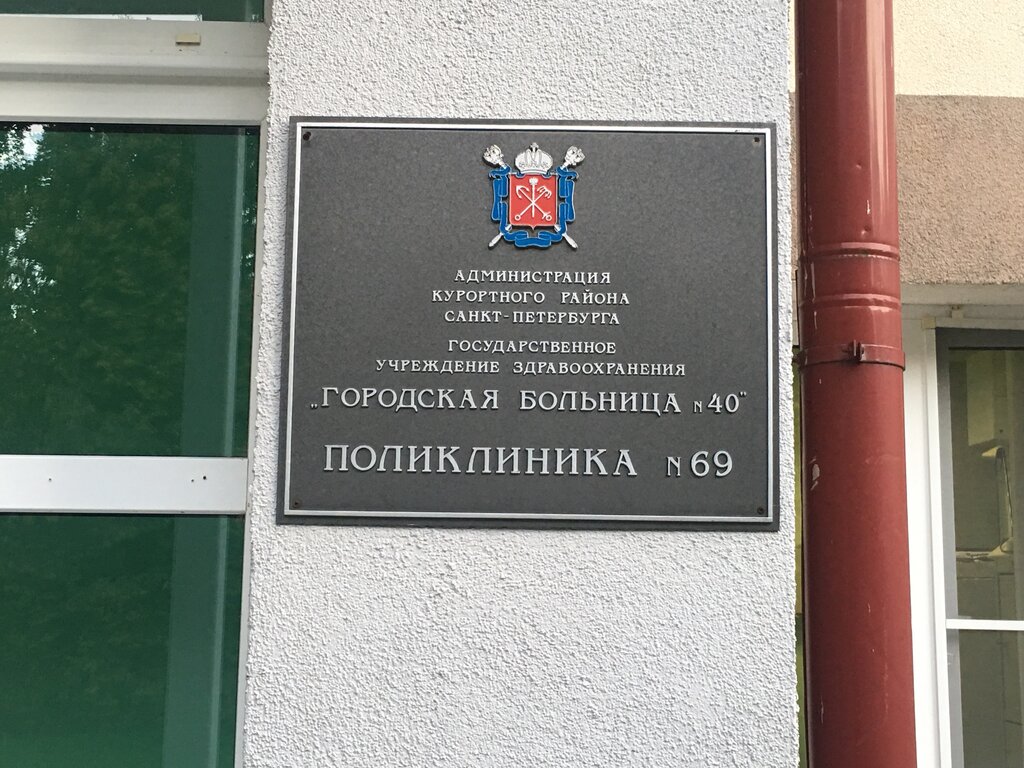 АДМИНИСТРАЦИЯ
КУРОРТНОГО РАЙОНА
САНКТ-ПЕТЕРБУРГА
ГОСУДАРСТВЕННОЕ
УЧРЕЖДЕНИЕ ЗДРАВООХРАНЕНИЯ
„ГОРОДСКАЯ БОЛЬНИЦА N 40"
ПОЛИКЛИНИКА N 69